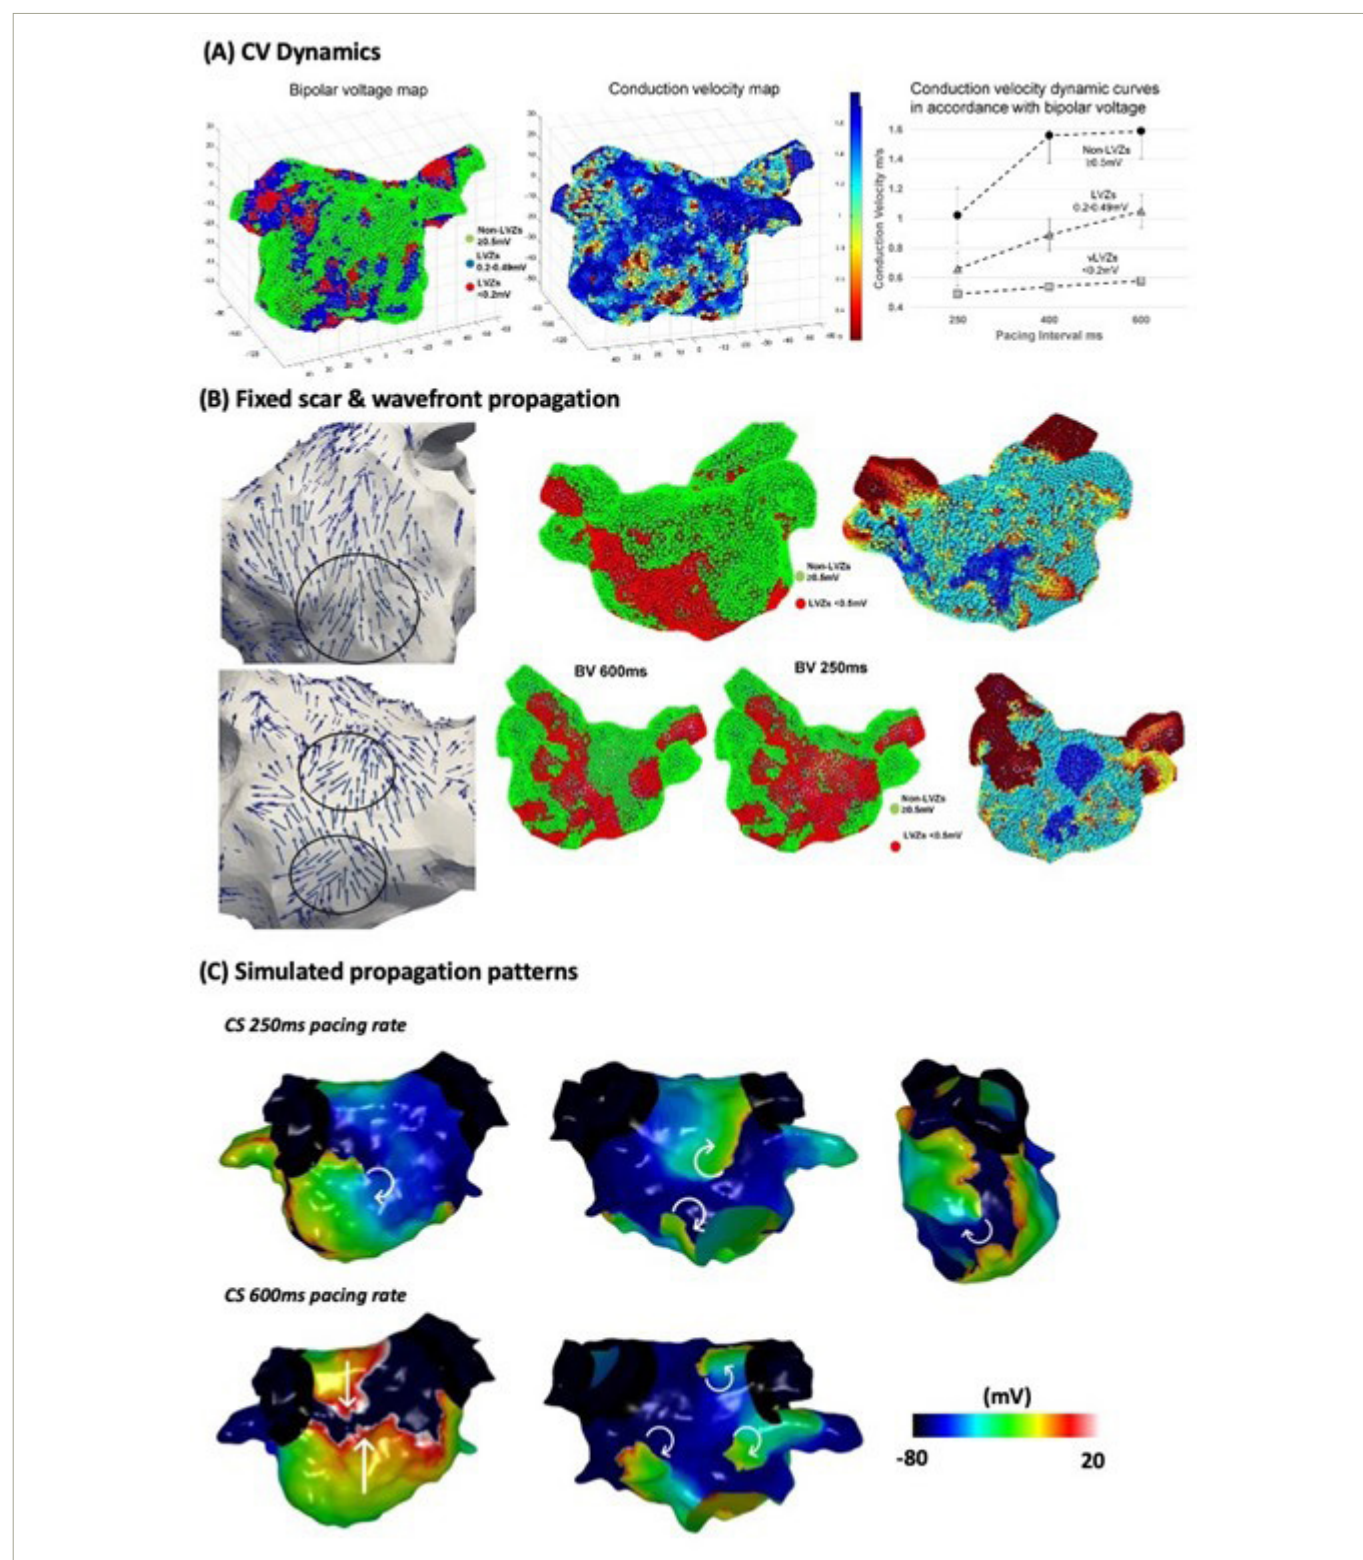 (A) CV Dynamics
Bipolar voltage map
Non-LVZs
≥0.5mV
LVZs
0.2-0.49mV
LVZs
<0.2mV
Conduction velocity map
Conduction velocity dynamic curves
in accordance with bipolar voltage
Conduction Velocity m/s
1.6
1.4
1.2
1
0.8
0.6
0.4
Non-LVZs
≥0.5mV
LVZs
0.2-0.49mV
vLVZs
<0.2mV
250
400
600
Pacing Interval ms
(B) Fixed scar & wavefront propagation
Non-LVZs
≥0.5mV
LVZs <0.5mV
BV 600ms
BV 250ms
Non-LVZs
≥0.5mV
LVZs <0.5mV
(C) Simulated propagation patterns
CS 250ms pacing rate
CS 600ms pacing rate
(mV)
-80
20